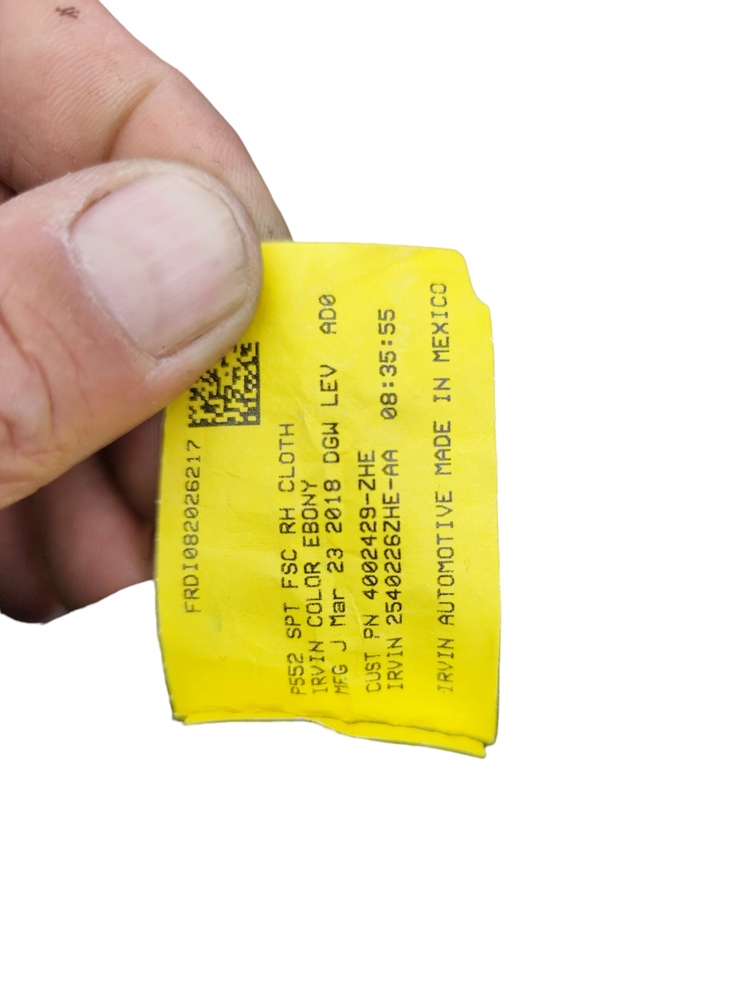 FRDI082026217
P552 SPT FSC RH CLOTH
IRVIN COLOR EBONY
MFG J Mar 23 2018 DGW LEV AD0
CUST PN 4002429-ZHE
IRVIN 2540226ZHE-AA 08:35:55
IRVIN AUTOMOTIVE MADE IN MEXICO